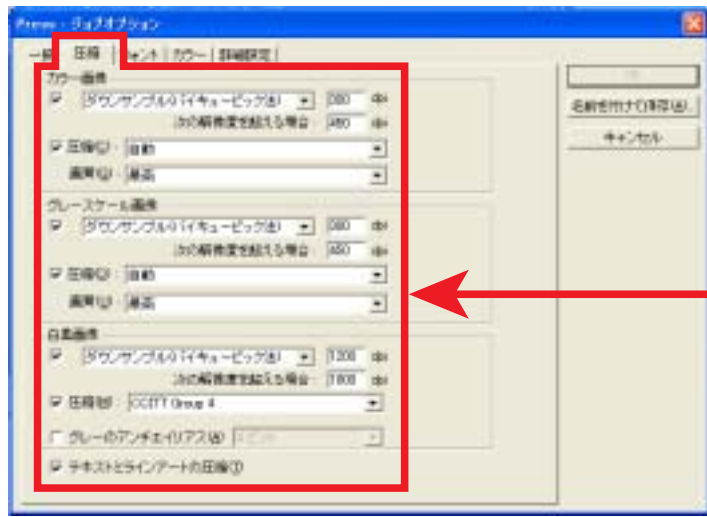 Press - ジョブオプション
圧縮 フォント カラー 詳細設定
カラー画像
ダウンサンプル(バイキュービック法) 300 dpi
次の解像度を超える場合: 450 dpi
圧縮(C): 自動
画質(L): 最高
グレースケール画像
ダウンサンプル(バイキュービック法) 300 dpi
次の解像度を超える場合: 450 dpi
圧縮: 自動
画質: 最高
白黒画像
ダウンサンプル(バイキュービック法) 1200 dpi
次の解像度を超える場合: 1800 dpi
圧縮: CCITT Group 4
グレーのアンチエイリアス
テキストとラインアートの圧縮
名前を付けて保存(A)...
キャンセル